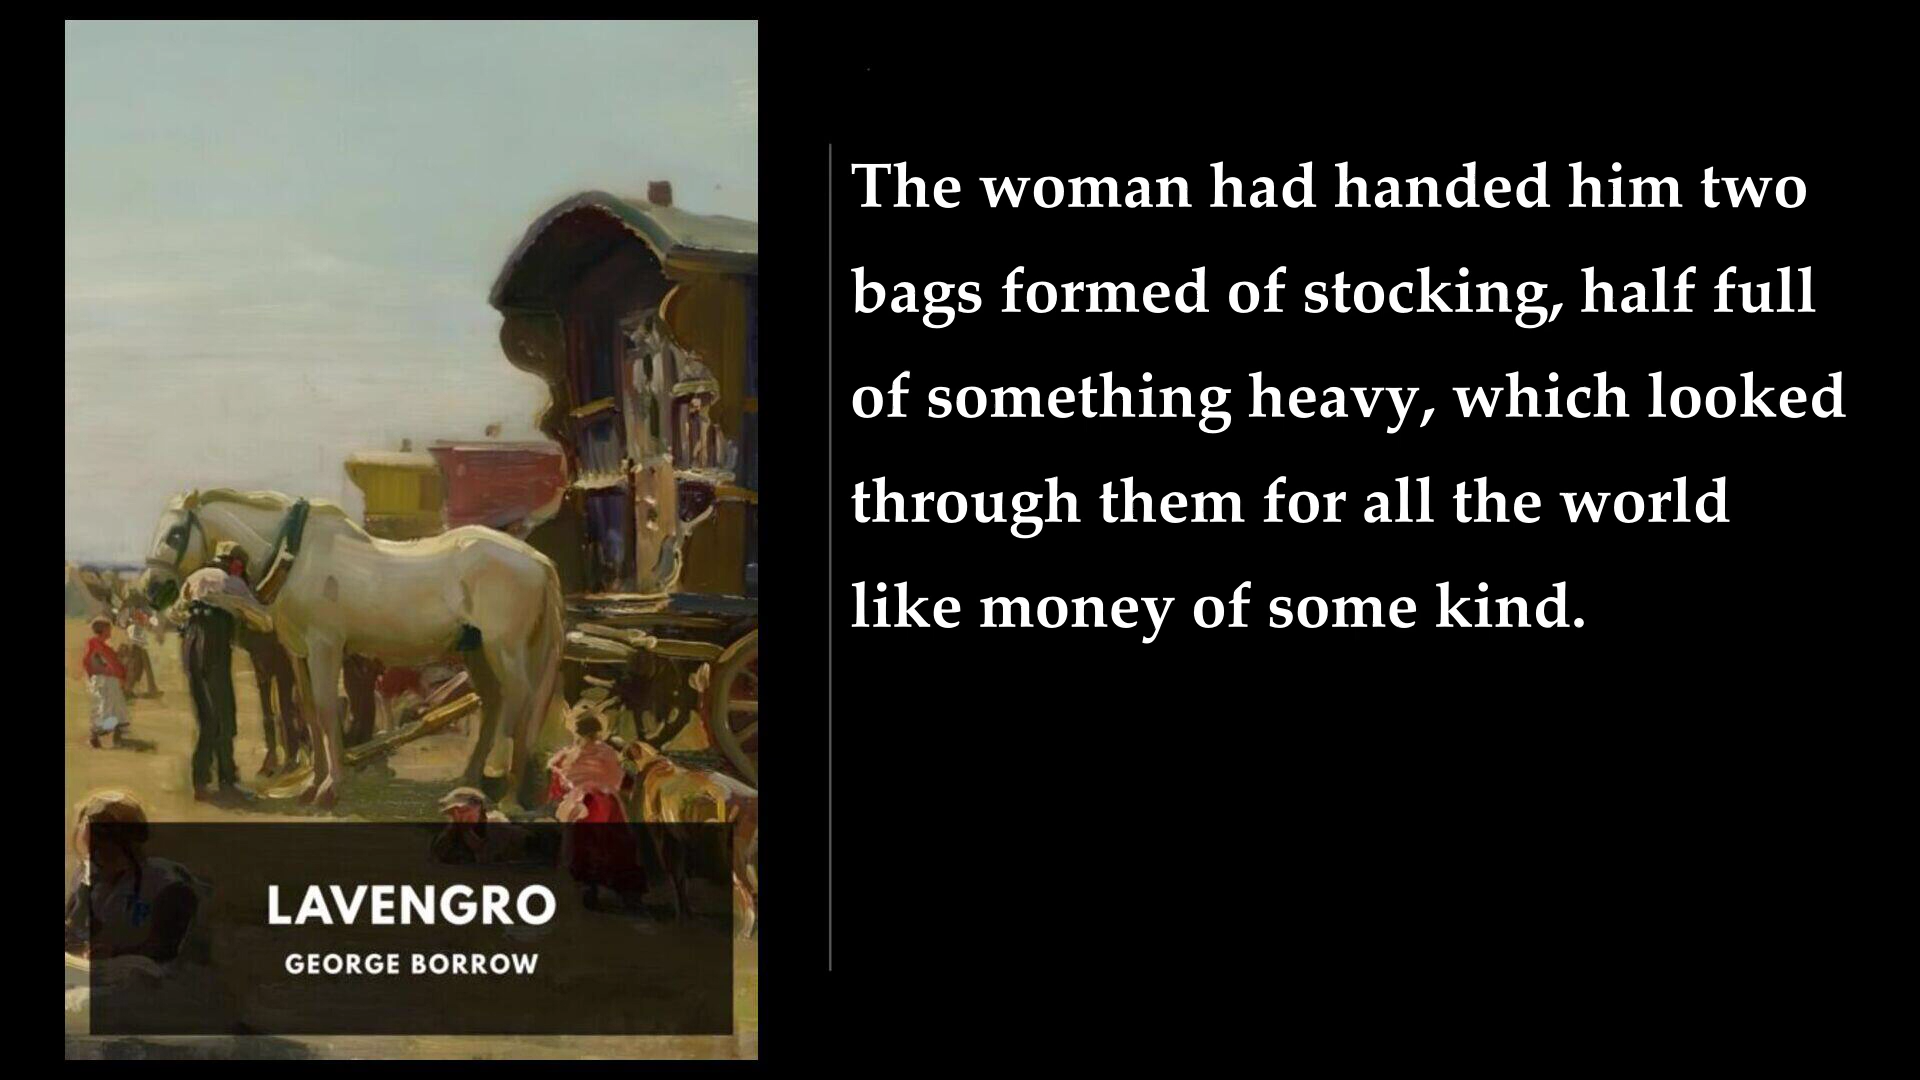 The woman had handed him two
bags formed of stocking, half full
of something heavy, which looked
through them for all the world
like money of some kind.
LAVENGRO
GEORGE BORROW